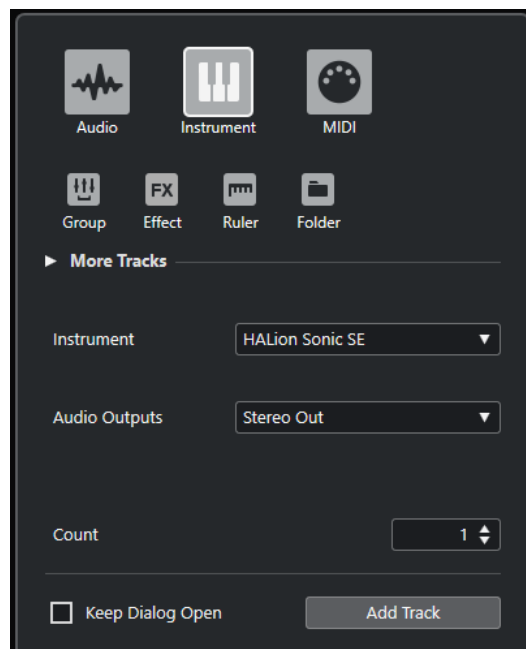 Audio Instrument MIDI
FX
Group Effect Ruler Folder
More Tracks
Instrument HALion Sonic SE
Audio Outputs Stereo Out
Count 1
Keep Dialog Open Add Track